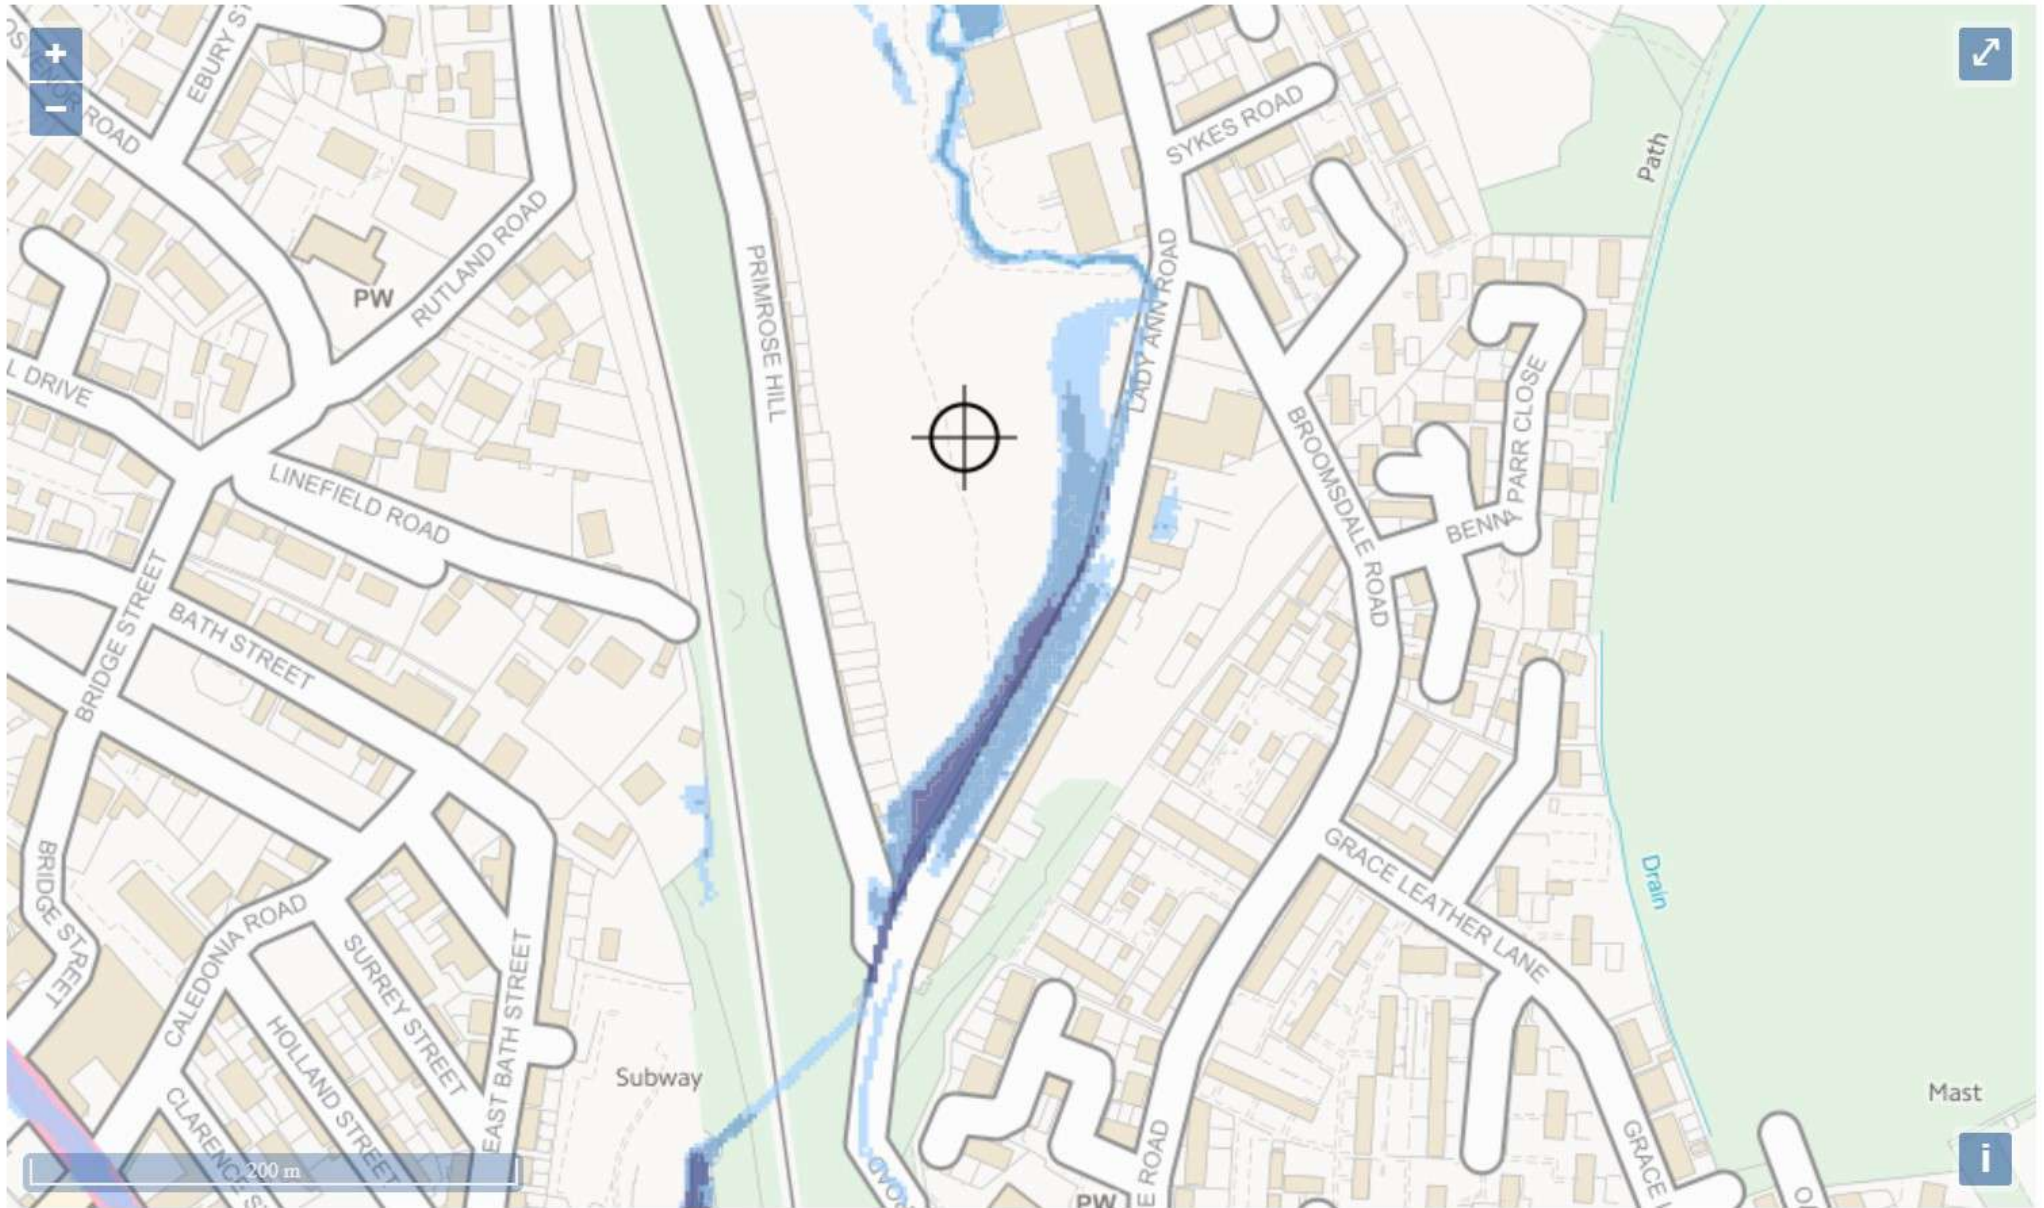 +
−
ROAD
EBURY S
SYKES ROAD
Path
RUTLAND ROAD
PW
PRIMROSE HILL
LADY ANN ROAD
L DRIVE
LINEFIELD ROAD
BROOMSDALE ROAD
PARR CLOSE
BRIDGE STREET
BATH STREET
GRACE LEATHER LANE
Drain
BRIDGE STREET
CALEDONIA ROAD
SURREY STREET
EAST BATH STREET
HOLLAND STREET
Subway
Mast
CLARENCE S
GRACE L
E ROAD
PW
200 m
i